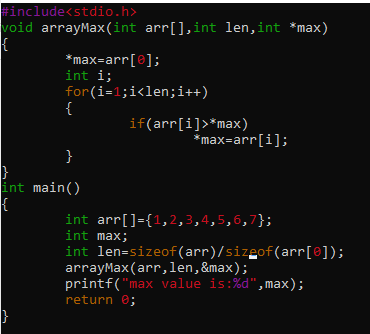 #include<stdio.h>
void arrayMax(int arr[],int len,int *max)
{
        *max=arr[0];
        int i;
        for(i=1;i<len;i++)
        {
                if(arr[i]>*max)
                        *max=arr[i];
        }
}
int main()
{
        int arr[]={1,2,3,4,5,6,7};
        int max;
        int len=sizeof(arr)/sizeof(arr[0]);
        arrayMax(arr,len,&max);
        printf("max value is:%d",max);
        return 0;
}